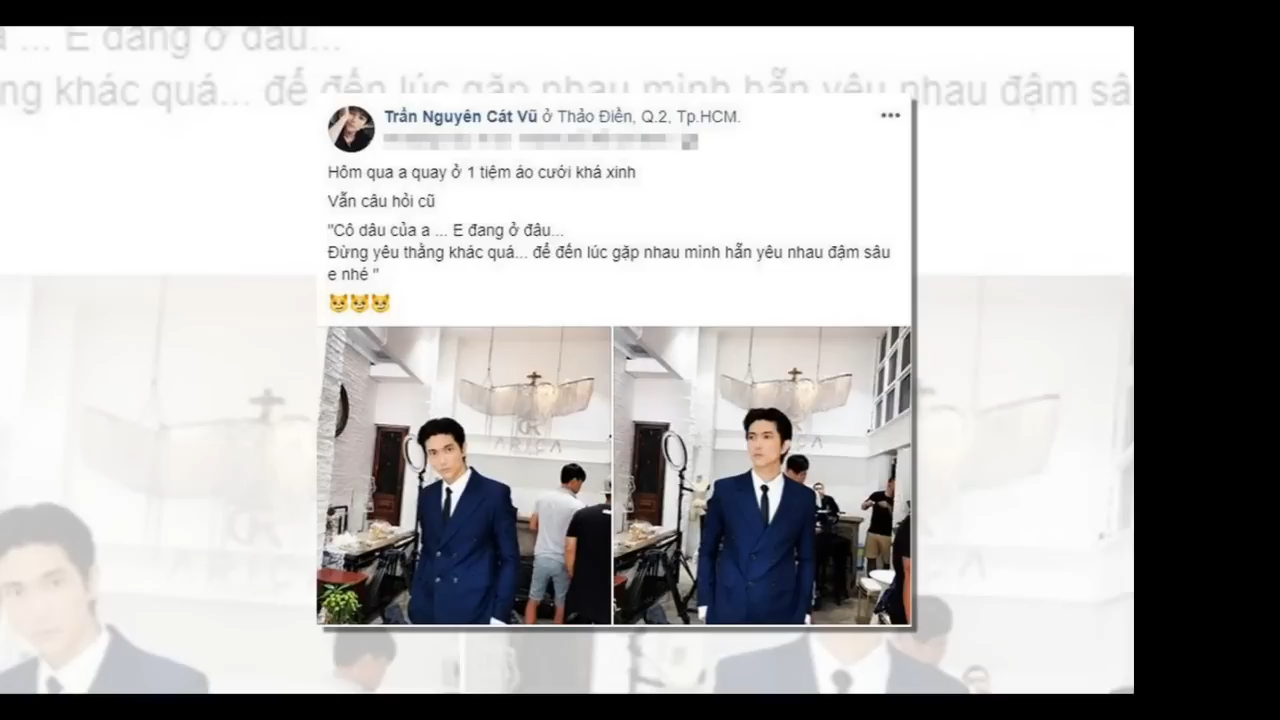 ... E đang ở đâu...
ng khác quá... để đến lúc gặp nhau mình hẵn yêu nhau đậm sâ
Trần Nguyên Cát Vũ ở Thảo Điền, Q.2, Tp.HCM.
Hôm qua a quay ở 1 tiệm áo cưới khá xinh
Vẫn câu hỏi cũ
"Cô dâu của a ... E đang ở đâu...
Đừng yêu thằng khác quá... để đến lúc gặp nhau mình hẵn yêu nhau đậm sâu
e nhé "